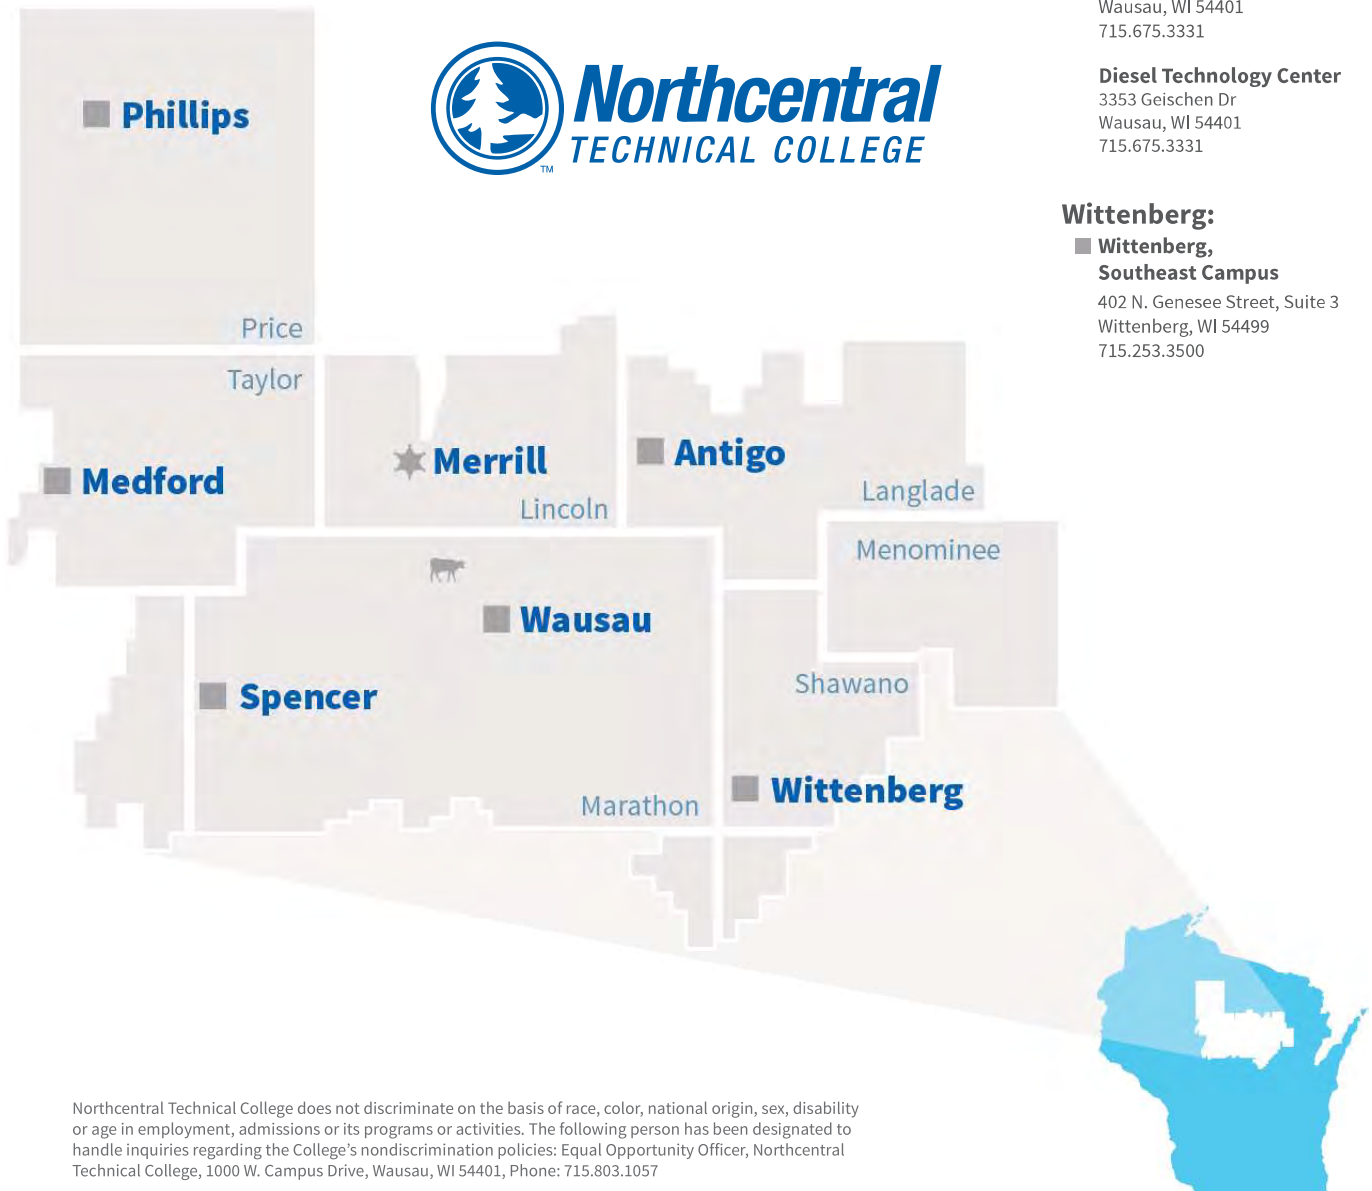 Wausau, WI 54401
715.675.3331
Diesel Technology Center
3353 Geischen Dr
Wausau, WI 54401
715.675.3331
Wittenberg:
Wittenberg,
Southeast Campus
402 N. Genesee Street, Suite 3
Wittenberg, WI 54499
715.253.3500
Northcentral
TECHNICAL COLLEGE
TM
Phillips
Price
Taylor
Medford
Merrill
Lincoln
Antigo
Langlade
Menominee
Wausau
Spencer
Marathon
Shawano
Wittenberg
Northcentral Technical College does not discriminate on the basis of race, color, national origin, sex, disability
or age in employment, admissions or its programs or activities. The following person has been designated to
handle inquiries regarding the College's nondiscrimination policies: Equal Opportunity Officer, Northcentral
Technical College, 1000 W. Campus Drive, Wausau, WI 54401, Phone: 715.803.1057